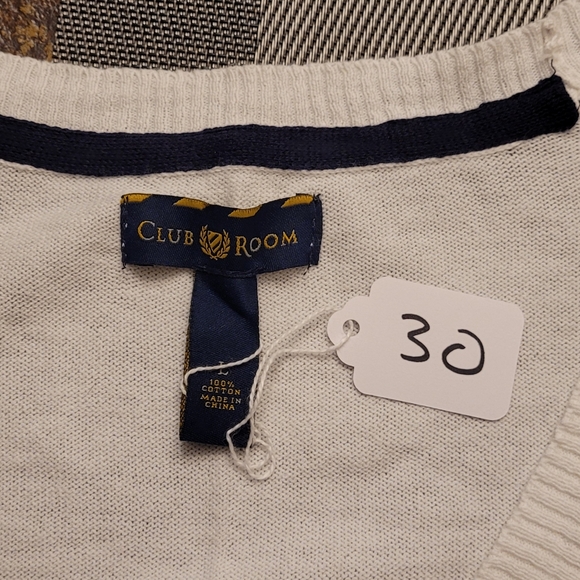 CLUB ROOM
L
100%
COTTON
MADE IN
CHINA
30